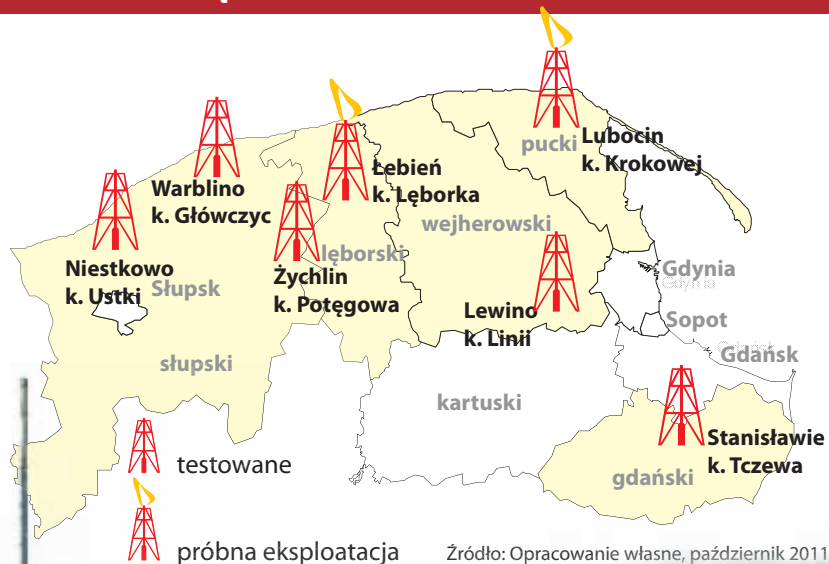 pucki
Lubocin
k. Krokowej
Łebień
k. Lęborka
Warblino
k. Główczyc
wejherowski
lęborski
Niestkowo
k. Ustki
Słupsk
Żychlin
k. Potęgowa
Gdynia
Lewino
k. Linii
Sopot
Gdańsk
słupski
kartuski
Stanisławie
k. Tczewa
gdański
testowane
próbna eksploatacja
Źródło: Opracowanie własne, październik 2011